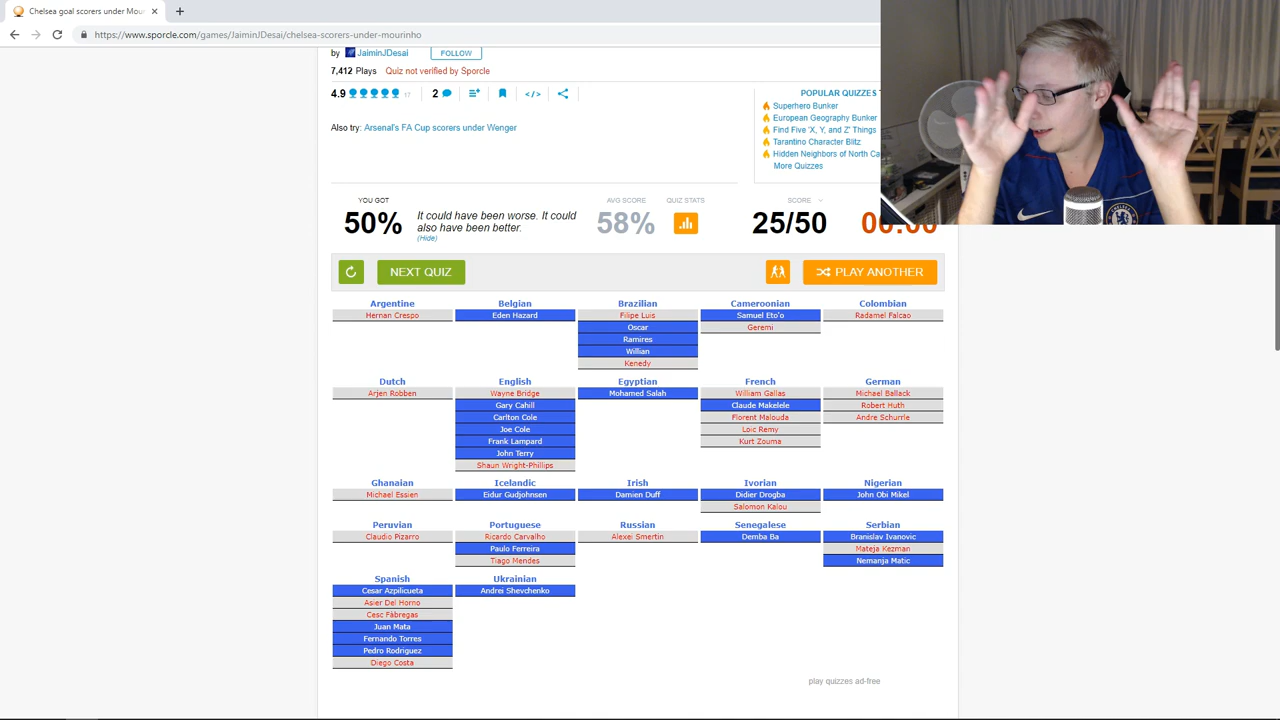 Chelsea goal scorers under Mour
https://www.sporcle.com/games/JaiminJDesai/chelsea-scorers-under-mourinho
by JaiminJDesai FOLLOW
7,412 Plays Quiz not verified by Sporcle
4.9 17 2 </>
POPULAR QUIZZES T
Superhero Bunker
European Geography Bunker
Find Five 'X, Y, and Z' Things
Tarantino Character Blitz
Hidden Neighbors of North Ca
More Quizzes
Also try: Arsenal's FA Cup scorers under Wenger
YOU GOT
50%
It could have been worse. It could
also have been better.
(Hide)
AVG SCORE
58%
QUIZ STATS
SCORE
25/50
00:00
NEXT QUIZ
PLAY ANOTHER
Argentine
Hernan Crespo
Belgian
Eden Hazard
Brazilian
Filipe Luis
Oscar
Ramires
Willian
Kenedy
Cameroonian
Samuel Eto'o
Geremi
Colombian
Radamel Falcao
Dutch
Arjen Robben
English
Wayne Bridge
Gary Cahill
Carlton Cole
Joe Cole
Frank Lampard
John Terry
Shaun Wright-Phillips
Egyptian
Mohamed Salah
French
William Gallas
Claude Makelele
Florent Malouda
Loic Remy
Kurt Zouma
German
Michael Ballack
Robert Huth
Andre Schurrle
Ghanaian
Michael Essien
Icelandic
Eidur Gudjohnsen
Irish
Damien Duff
Ivorian
Didier Drogba
Salomon Kalou
Nigerian
John Obi Mikel
Peruvian
Claudio Pizarro
Portuguese
Ricardo Carvalho
Paulo Ferreira
Tiago Mendes
Russian
Alexei Smertin
Senegalese
Demba Ba
Serbian
Branislav Ivanovic
Mateja Kezman
Nemanja Matic
Spanish
Cesar Azpilicueta
Asier Del Horno
Cesc Fàbregas
Juan Mata
Fernando Torres
Pedro Rodriguez
Diego Costa
Ukrainian
Andrei Shevchenko
play quizzes ad-free